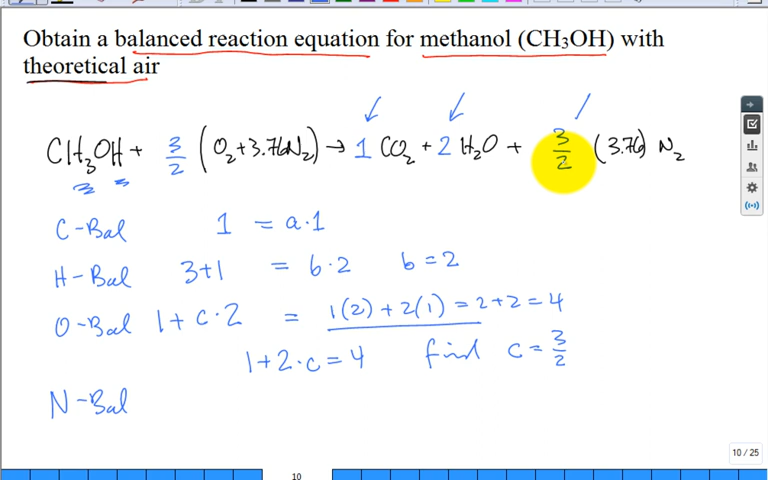 Obtain a balanced reaction equation for methanol (CH₃OH) with
theoretical air
CH₃OH + 3/2 (O₂+3.76N₂) → 1 CO₂ + 2 H₂O + 3/2 (3.76) N₂
C-Bal 1 = a·1
H-Bal 3+1 = b·2 b=2
O-Bal 1+c·2 = 1(2)+2(1)=2+2=4
1+2·c=4 find c=3/2
N-Bal
10 / 25
10